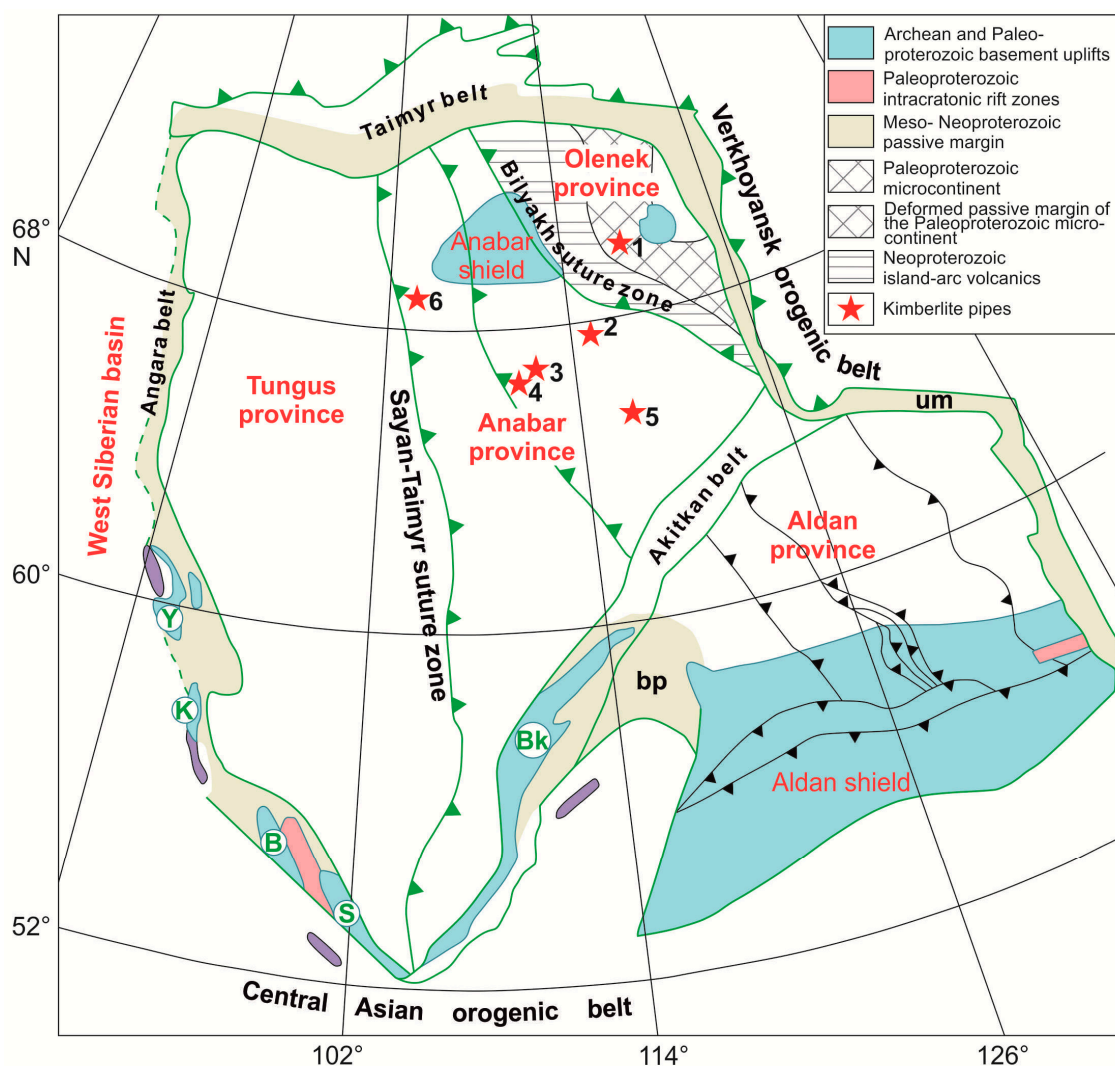 Archean and Paleo-
proterozoic basement uplifts
Paleoproterozoic
intracratonic rift zones
Meso- Neoproterozoic
passive margin
Paleoproterozoic
microcontinent
Deformed passive margin of
the Paleoproterozoic micro-
continent
Neoproterozoic
island-arc volcanics
Kimberlite pipes
Taimyr belt
Verkhoyansk orogenic belt
Olenek
province
Bilyakh suture zone
Anabar
shield
68°
N
1
6
2
3
4
5
West Siberian basin
Angara belt
Tungus
province
Sayan-Taimyr suture zone
Anabar
province
um
Akitkan belt
Aldan
province
60°
Y
K
bp
Bk
Aldan shield
B
S
52°
Central Asian orogenic belt
102°
114°
126°